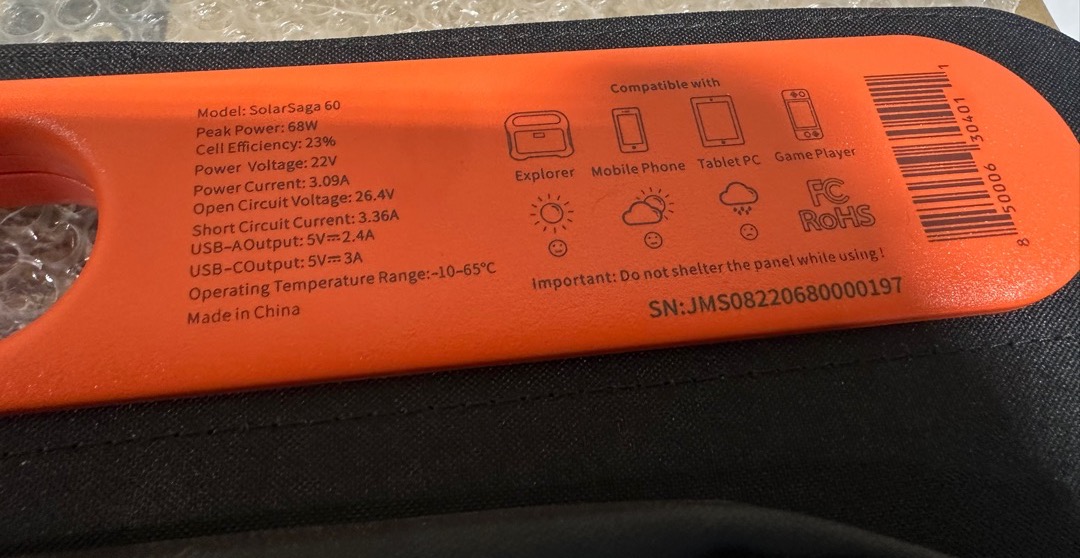 Model: SolarSaga 60
Peak Power: 68W
Cell Efficiency: 23%
Power Voltage: 22V
Power Current: 3.09A
Open Circuit Voltage: 26.4V
Short Circuit Current: 3.36A
USB-AOutput: 5V⎓2.4A
USB-COutput: 5V⎓3A
Operating Temperature Range:-10-65°C
Made in China
Compatible with
Explorer
Mobile Phone
Tablet PC
Game Player
FC
RoHS
Important: Do not shelter the panel while using!
SN:JMS08220680000197
8 50006 30401 1